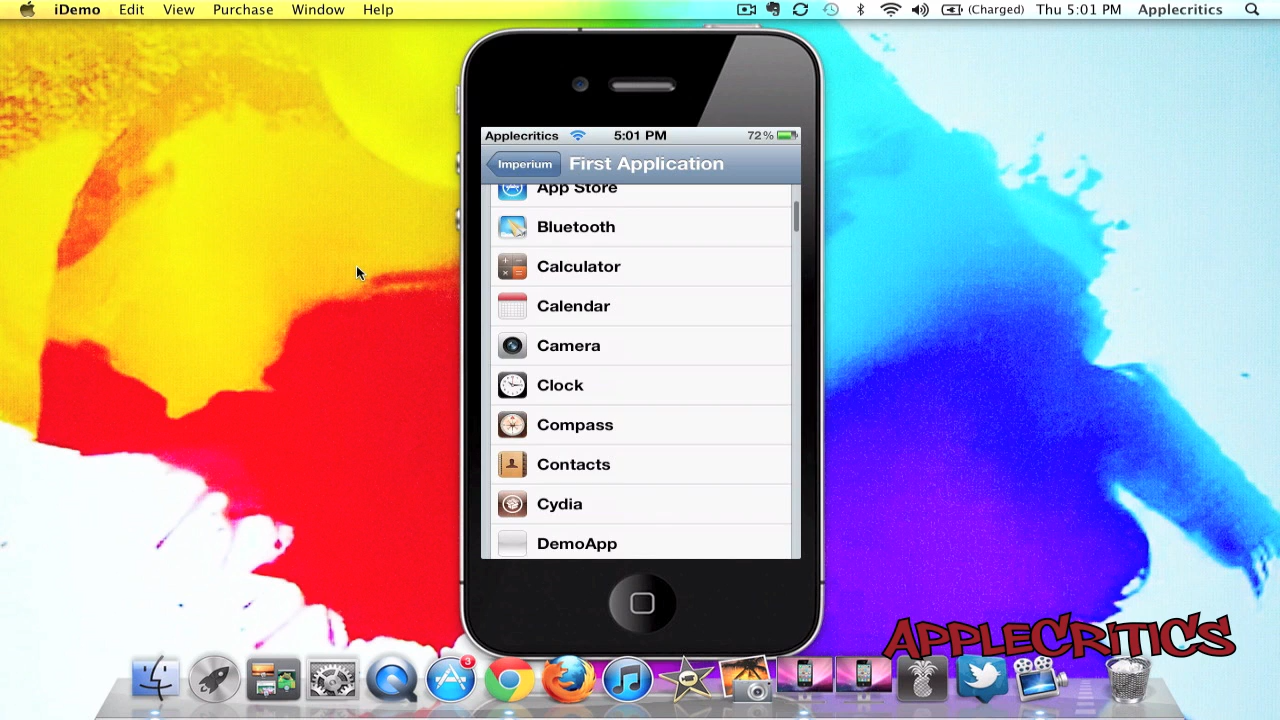 iDemo Edit View Purchase Window Help (Charged) Thu 5:01 PM Applecritics
Applecritics 5:01 PM 72%
Imperium First Application
App Store
Bluetooth
Calculator
Calendar
Camera
Clock
Compass
Contacts
Cydia
DemoApp
APPLECRITICS
3